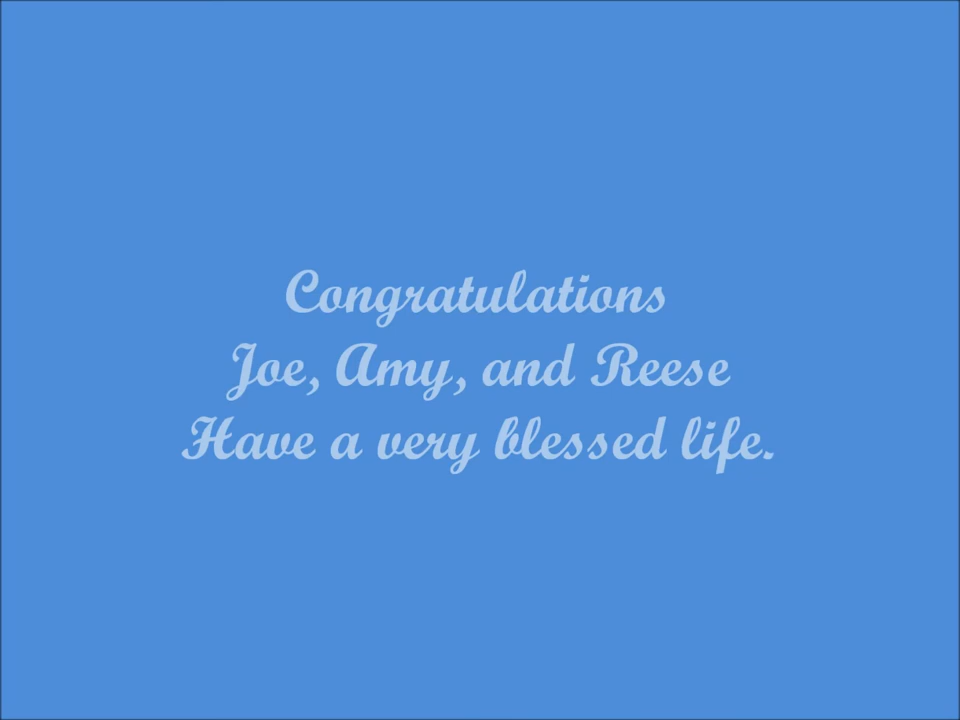 Congratulations
Joe, Amy, and Reese
Have a very blessed life.